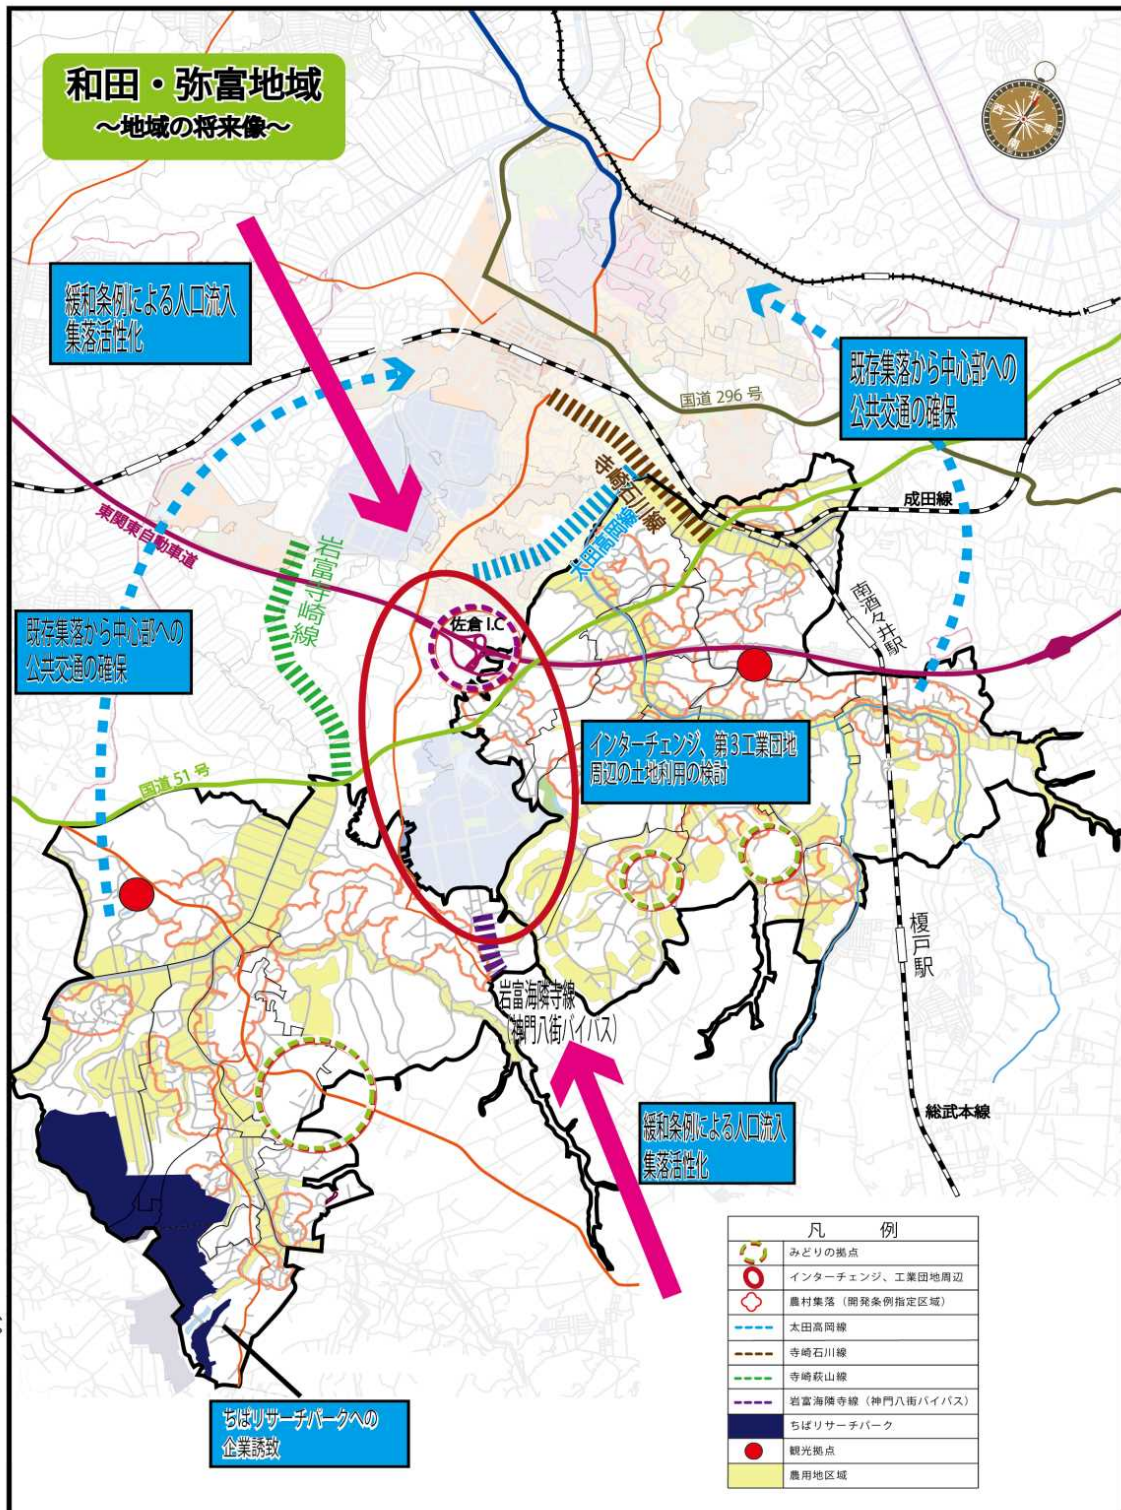 和田・弥富地域
～地域の将来像～
北
東
南
西
緩和条例による人口流入
集落活性化
既存集落から中心部への
公共交通の確保
国道 296 号
成田線
寺崎石川線
太田高岡線
東関東自動車道
岩富寺崎線
佐倉 I.C
南酒々井駅
既存集落から中心部への
公共交通の確保
インターチェンジ、第3工業団地
周辺の土地利用の検討
国道 51 号
榎戸駅
岩富海隣寺線
（神門八街バイパス）
緩和条例による人口流入
集落活性化
総武本線
ちばリサーチパークへの
企業誘致
凡 例
みどりの拠点
インターチェンジ、工業団地周辺
農村集落（開発条例指定区域）
太田高岡線
寺崎石川線
寺崎萩山線
岩富海隣寺線（神門八街バイパス）
ちばリサーチパーク
観光拠点
農用地区域